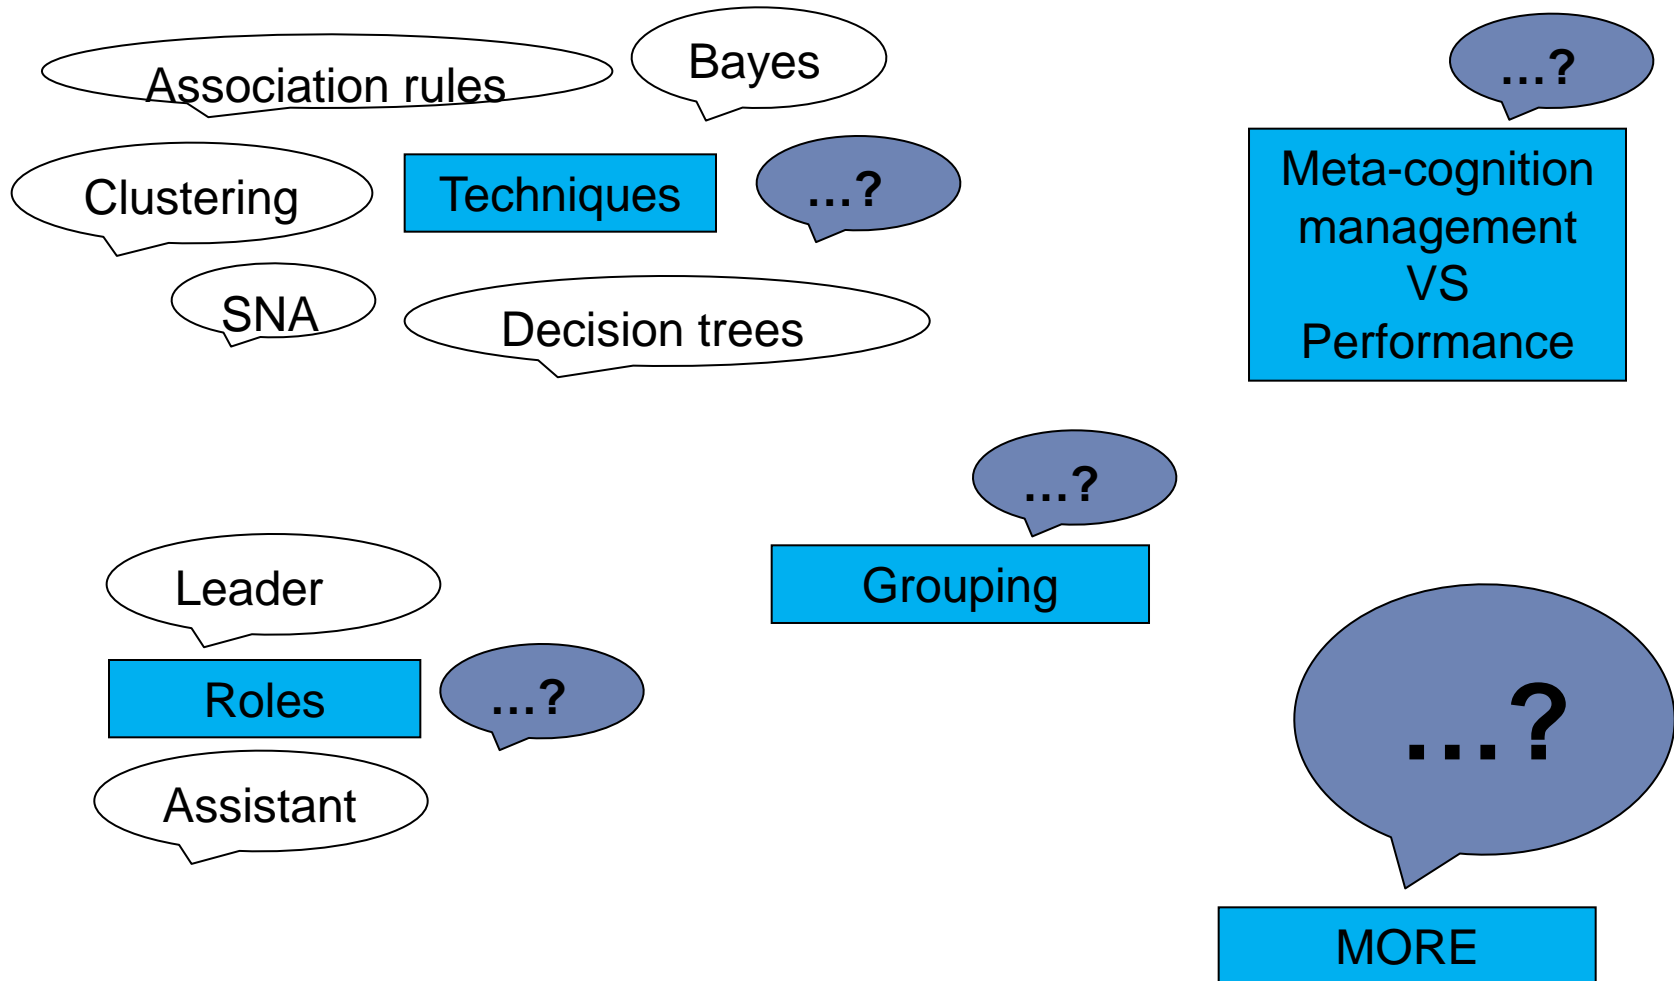 Association rules
Bayes
…?
Clustering
Techniques
…?
Meta-cognition
management
VS
Performance
SNA
Decision trees
…?
Grouping
Leader
Roles
…?
Assistant
…?
MORE